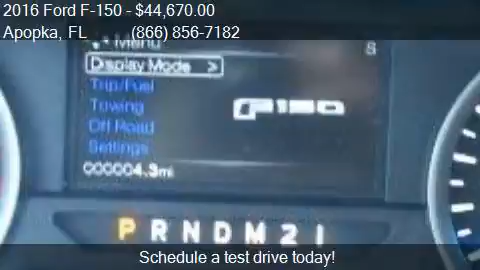 2016 Ford F-150 - $44,670.00
Apopka, FL (866) 856-7182
Menu S
Display Mode >
Trip/Fuel
Towing
F150
Off Road
Settings
000004.3mi
P R N D M 2 1
Schedule a test drive today!